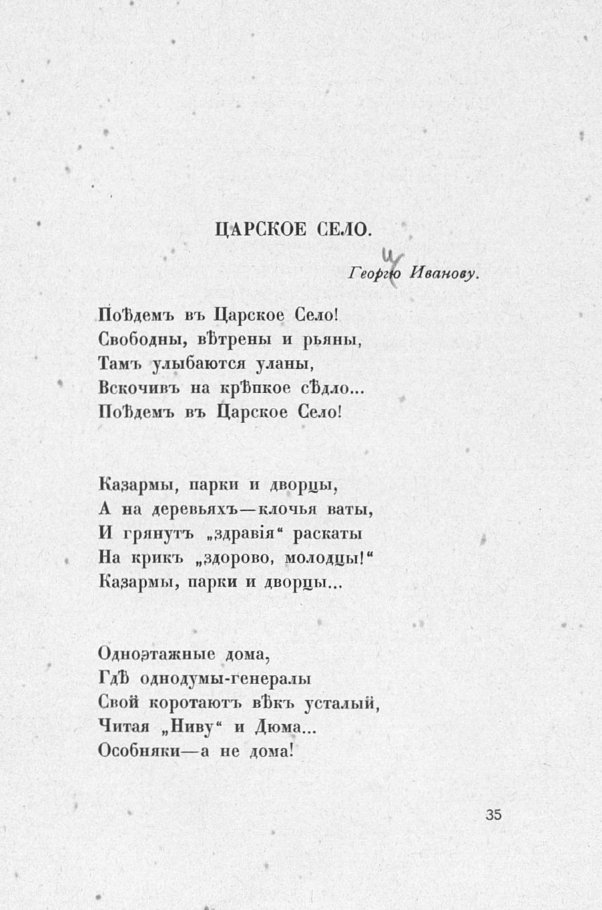 ЦАРСКОЕ СЕЛО.
Георгію Иванову.
Поѣдемъ въ Царское Село!
Свободны, вѣтрены и рьяны,
Тамъ улыбаются уланы,
Вскочивъ на крѣпкое сѣдло...
Поѣдемъ въ Царское Село!
Казармы, парки и дворцы,
А на деревьяхъ—клочья ваты,
И грянутъ „здравія“ раскаты
На крикъ „здорово, молодцы!“
Казармы, парки и дворцы...
Одноэтажные дома,
Гдѣ однодумы-генералы
Свой коротаютъ вѣкъ усталый,
Читая „Ниву“ и Дюма...
Особняки—а не дома!
35